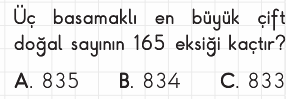 Üç basamaklı en büyük çift
doğal sayının 165 eksiği kaçtır?
A. 835 B. 834 C. 833